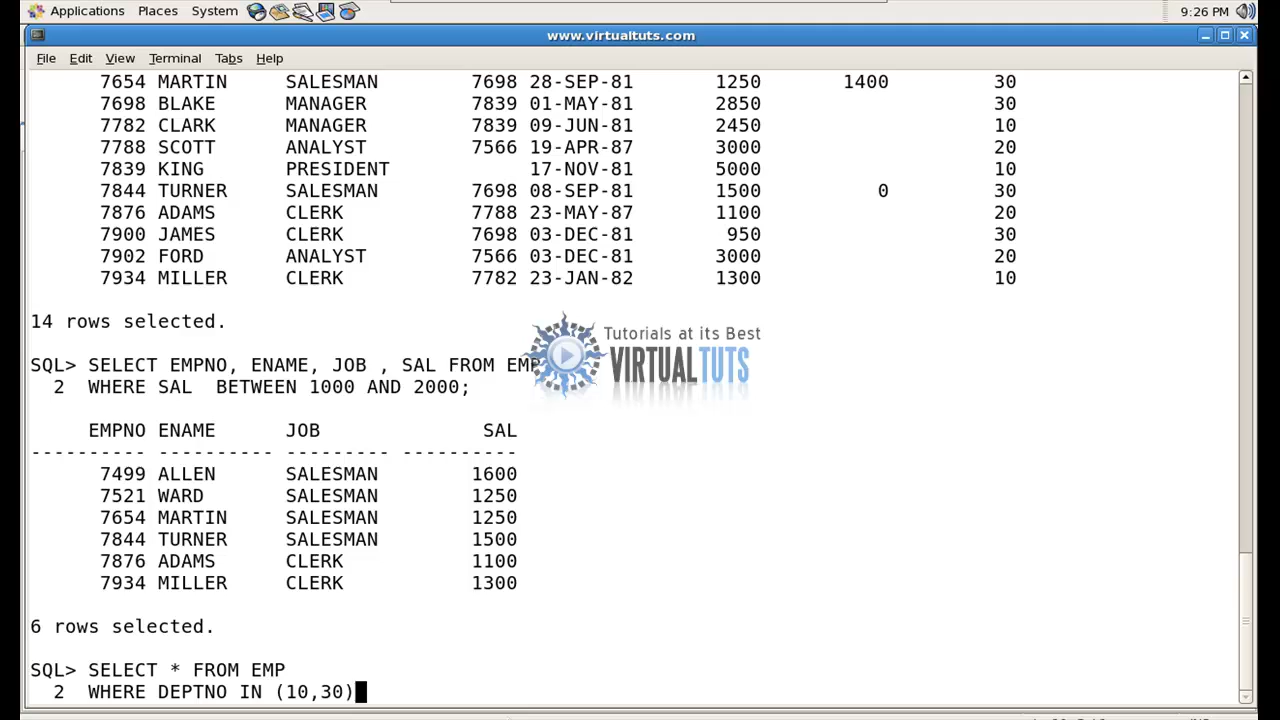 Applications Places System 9:26 PM
www.virtualtuts.com
File Edit View Terminal Tabs Help
7654 MARTIN SALESMAN 7698 28-SEP-81 1250 1400 30
7698 BLAKE MANAGER 7839 01-MAY-81 2850 30
7782 CLARK MANAGER 7839 09-JUN-81 2450 10
7788 SCOTT ANALYST 7566 19-APR-87 3000 20
7839 KING PRESIDENT 17-NOV-81 5000 10
7844 TURNER SALESMAN 7698 08-SEP-81 1500 0 30
7876 ADAMS CLERK 7788 23-MAY-87 1100 20
7900 JAMES CLERK 7698 03-DEC-81 950 30
7902 FORD ANALYST 7566 03-DEC-81 3000 20
7934 MILLER CLERK 7782 23-JAN-82 1300 10
14 rows selected.
Tutorials at its Best
VIRTUALTUTS
SQL> SELECT EMPNO, ENAME, JOB , SAL FROM EMP
2 WHERE SAL BETWEEN 1000 AND 2000;
EMPNO ENAME JOB SAL
---------- ---------- --------- ----------
7499 ALLEN SALESMAN 1600
7521 WARD SALESMAN 1250
7654 MARTIN SALESMAN 1250
7844 TURNER SALESMAN 1500
7876 ADAMS CLERK 1100
7934 MILLER CLERK 1300
6 rows selected.
SQL> SELECT * FROM EMP
2 WHERE DEPTNO IN (10,30)